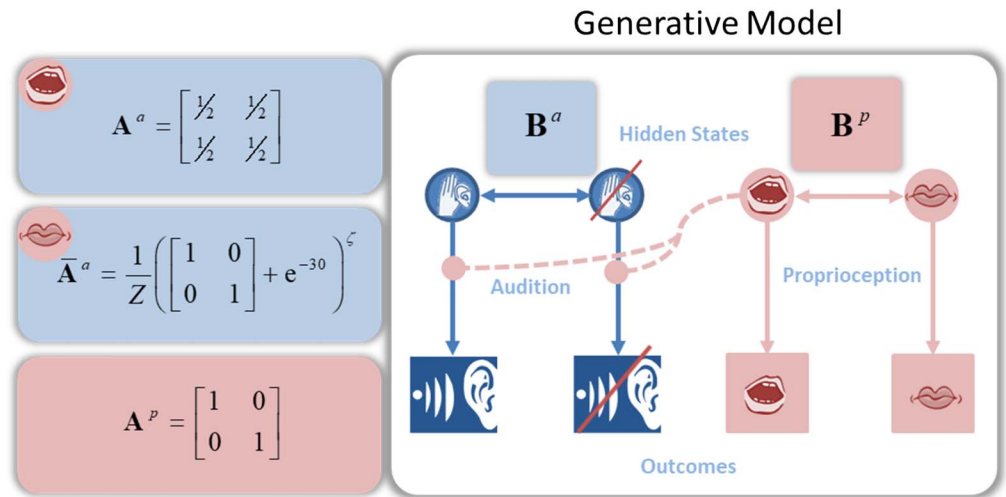 Generative Model
A^a = [½ ½
½ ½]
Ā^a = 1/Z ([1 0
0 1] + e^−30)^ζ
A^p = [1 0
0 1]
B^a
Hidden States
B^p
Audition
Proprioception
Outcomes